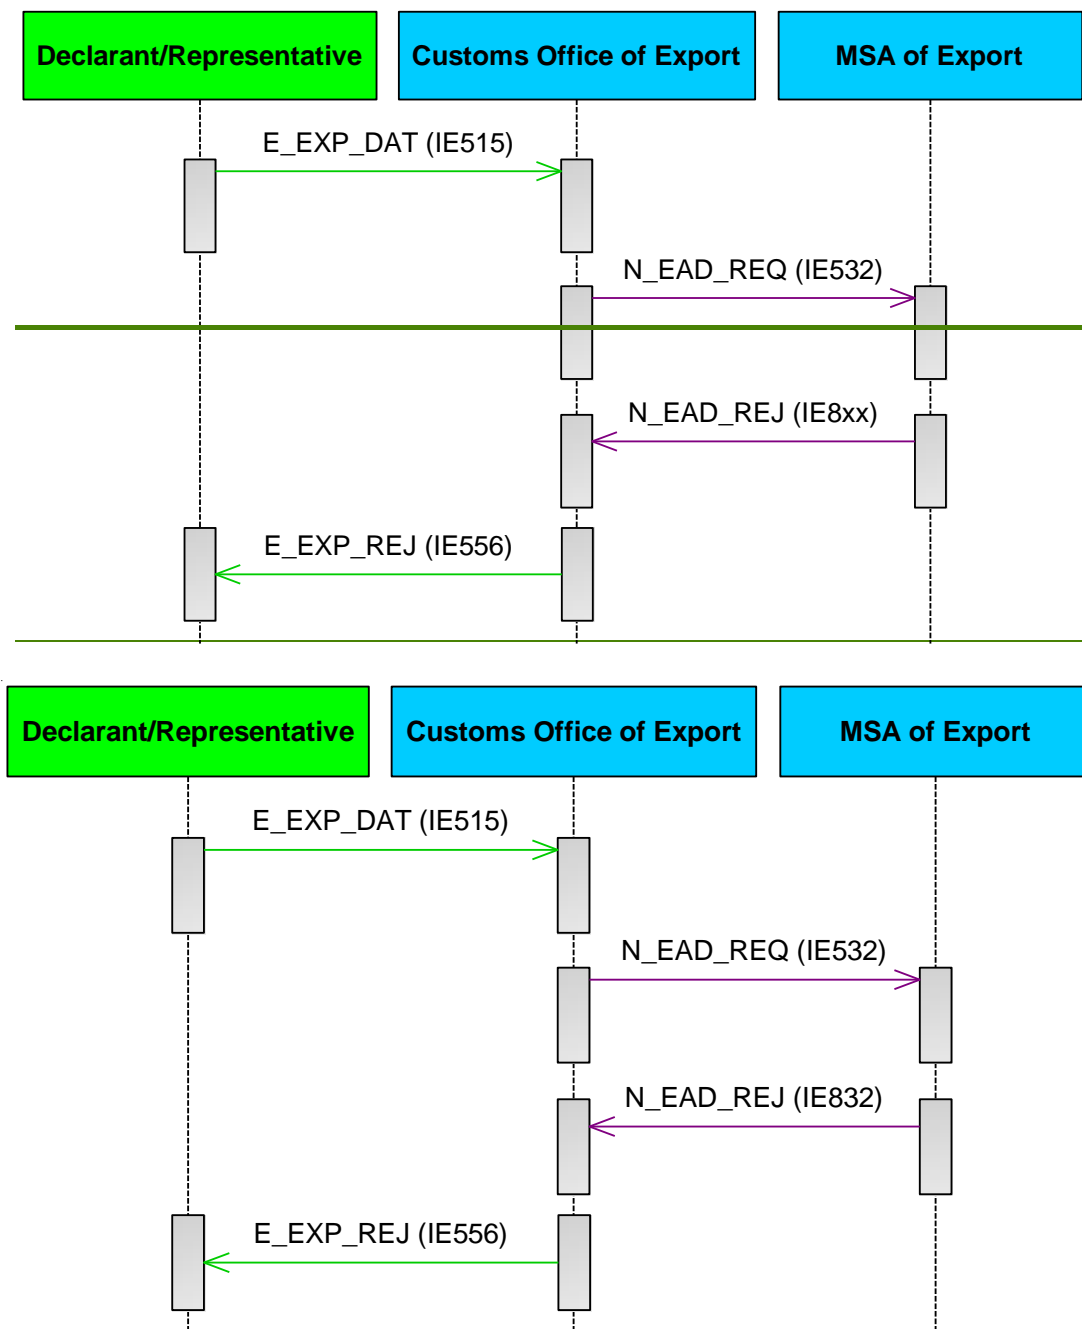 Declarant/Representative
Customs Office of Export
MSA of Export
E_EXP_DAT (IE515)
N_EAD_REQ (IE532)
N_EAD_REJ (IE8xx)
E_EXP_REJ (IE556)
Declarant/Representative
Customs Office of Export
MSA of Export
E_EXP_DAT (IE515)
N_EAD_REQ (IE532)
N_EAD_REJ (IE832)
E_EXP_REJ (IE556)